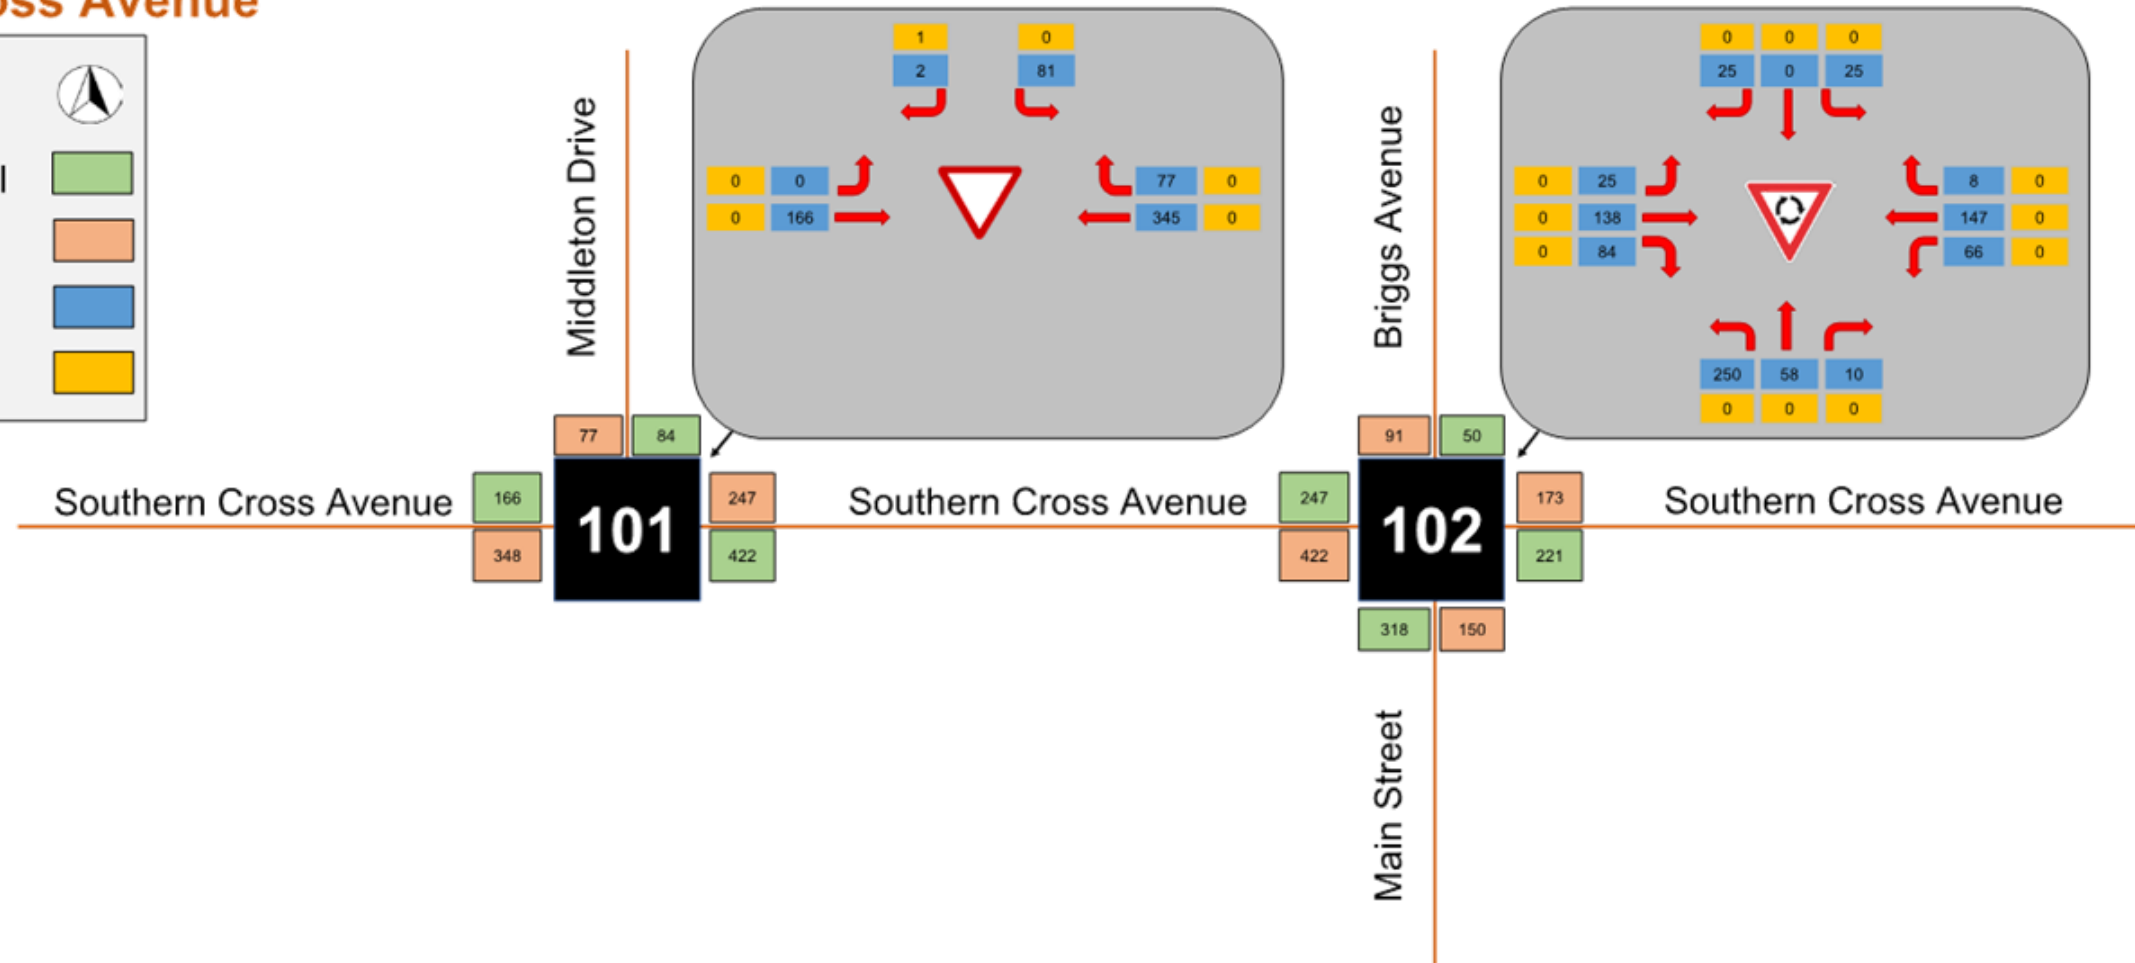 oss Avenue
l
Middleton Drive
1 0
2 81
0 0 77 0
0 166 345 0
Briggs Avenue
0 0 0
25 0 25
0 25 8 0
0 138 147 0
0 84 66 0
250 58 10
0 0 0
77 84
91 50
Southern Cross Avenue
166
348
101
247
422
Southern Cross Avenue
247
422
102
173
221
Southern Cross Avenue
318 150
Main Street